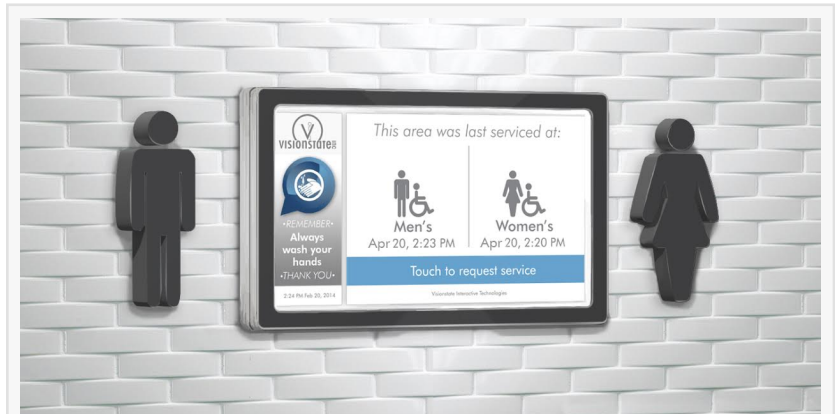 VISIONSTATE
•REMEMBER•
Always
wash your
hands
•THANK YOU•
2:24 PM Feb 20, 2014
This area was last serviced at:
Men's
Women's
Apr 20, 2:23 PM
Apr 20, 2:20 PM
Touch to request service
Visionstate Interactive Technologies